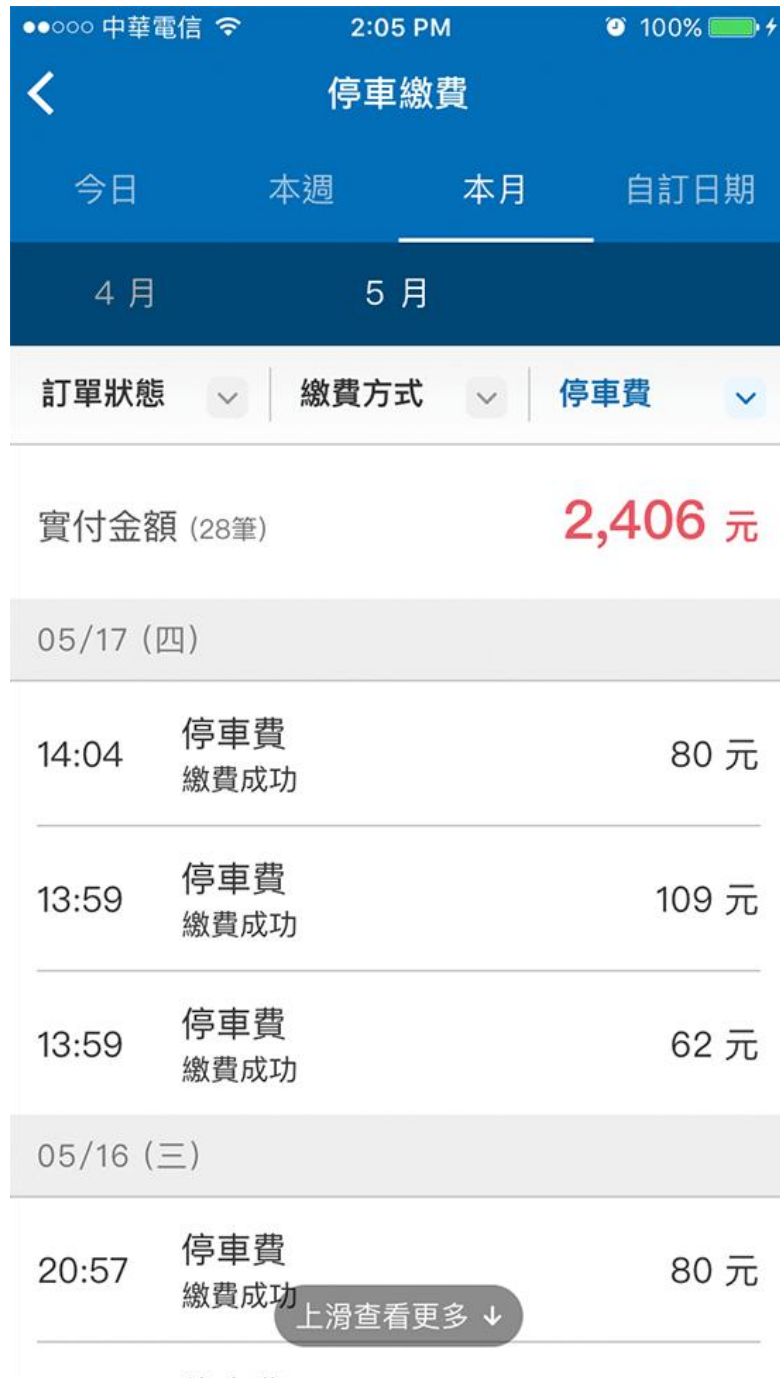 中華電信 2:05 PM 100%
停車繳費
今日 本週 本月 自訂日期
4 月 5 月
訂單狀態 繳費方式 停車費
實付金額 (28筆) 2,406 元
05/17 (四)
14:04 停車費 80 元
繳費成功
13:59 停車費 109 元
繳費成功
13:59 停車費 62 元
繳費成功
05/16 (三)
20:57 停車費 80 元
繳費成功
上滑查看更多 ↓